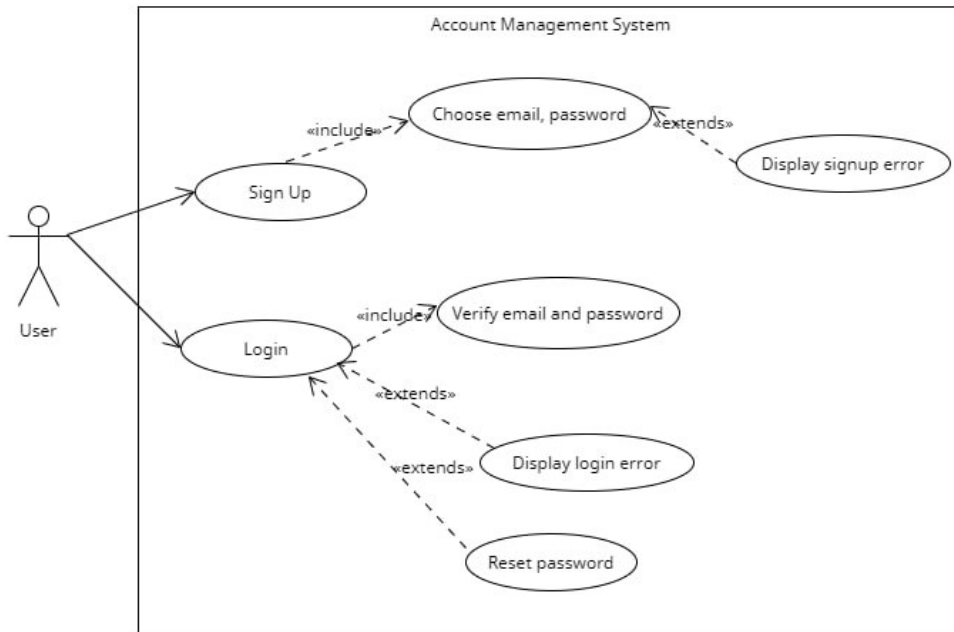 Account Management System
Choose email, password
«include»
«extends»
Display signup error
Sign Up
User
«include»
Verify email and password
Login
«extends»
Display login error
«extends»
Reset password